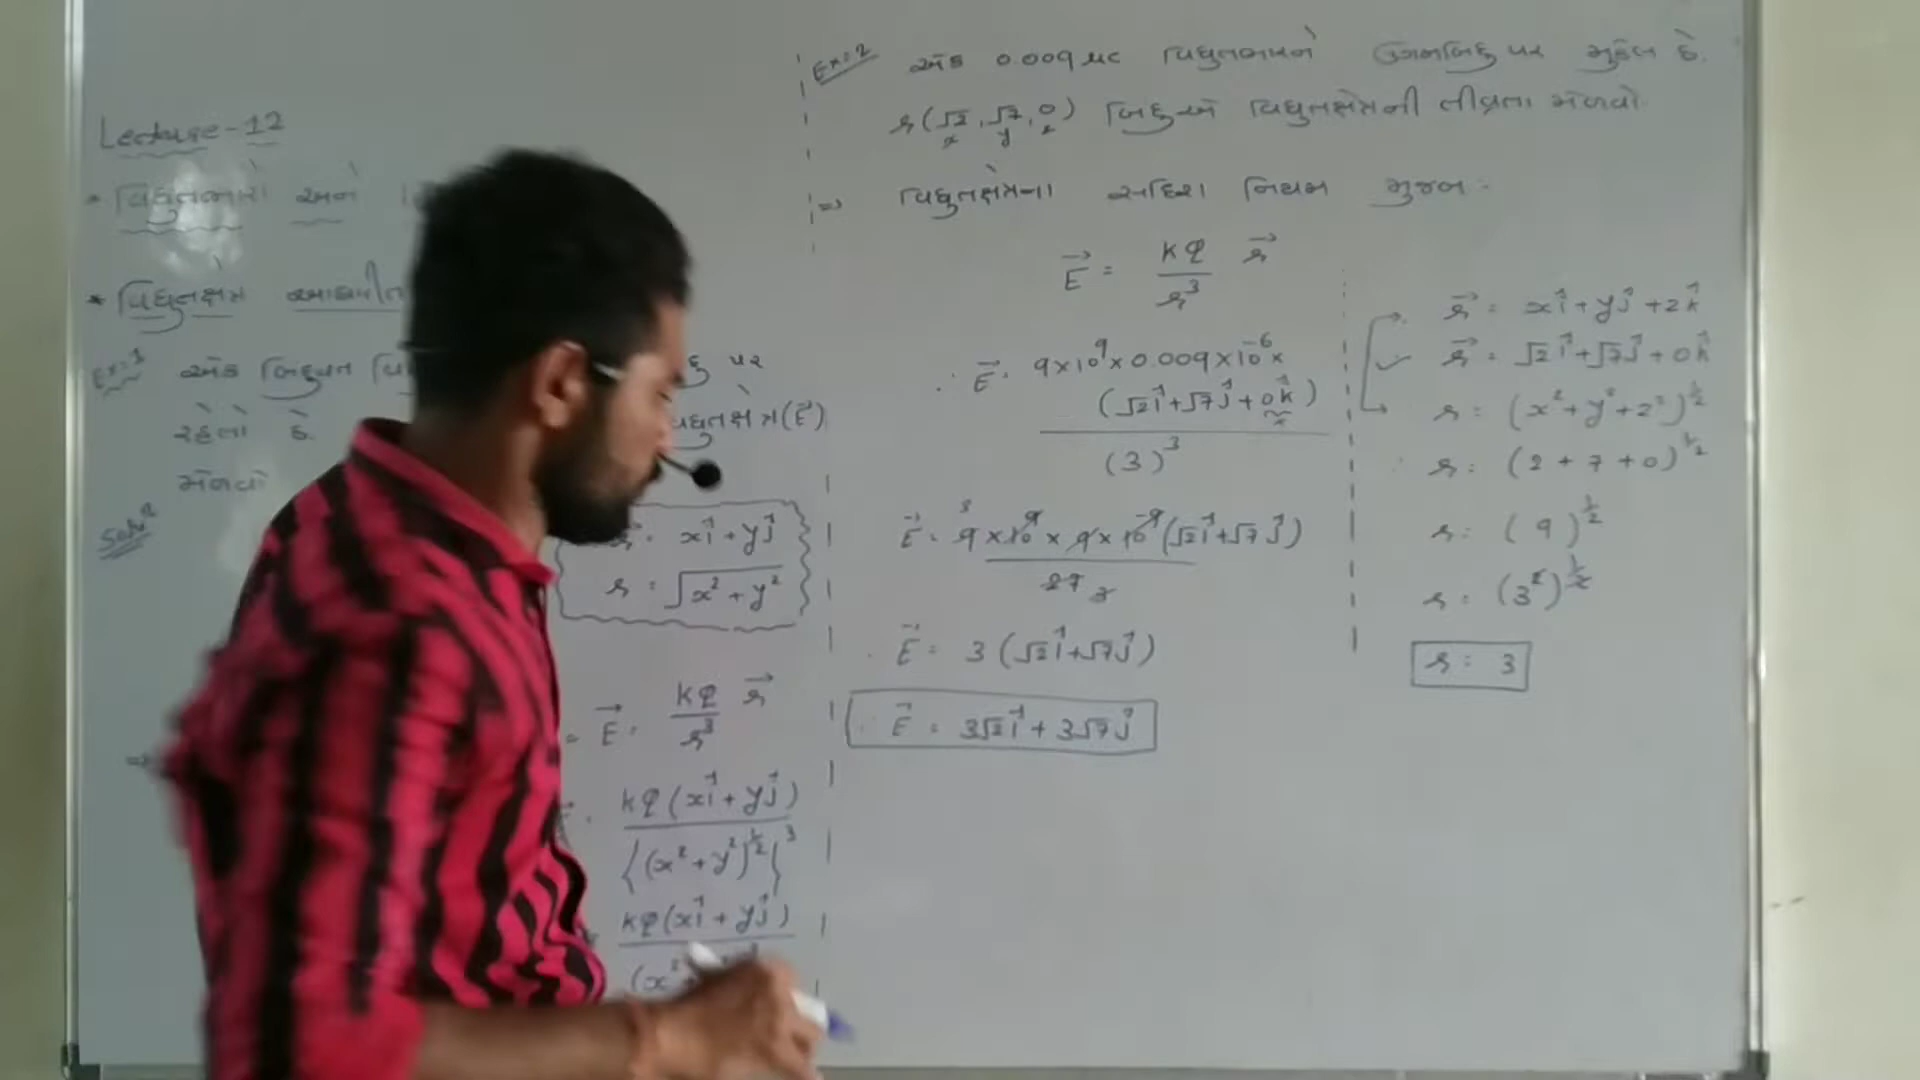 Lecture-12
* વિદ્યુતભારો અને
* વિદ્યુતક્ષેત્ર આધારિત
Ex:1 એક બિંદુવત વિ દુ પર
રહેલો છે. દ્યુતક્ષેત્ર(E⃗)
મેળવો
Solⁿ
r⃗ = xî + yĵ
r = √(x² + y²)
= E⃗ = kq/r³ r⃗
kq(xî + yĵ) / {(x² + y²)^½}³
kq(xî + yĵ)
Ex:2 એક 0.009 μc વિદ્યુતભારને ઉગમબિંદુ પર મુકેલ છે.
r(√2, √7, 0) બિંદુએ વિદ્યુતક્ષેત્રની તીવ્રતા મેળવો.
x y z
⇒ વિદ્યુતક્ષેત્રના સદિશ નિયમ મુજબ :
E⃗ = kq/r³ r⃗
∴ E⃗ = 9×10⁹×0.009×10⁻⁶×
(√2î + √7ĵ + 0k̂)
(3)³
E⃗ = 9×10⁹×9×10⁻⁹(√2î+√7ĵ)
27 3
∴ E⃗ = 3(√2î+√7ĵ)
∴ E⃗ = 3√2î + 3√7ĵ
r⃗ = xî + yĵ + zk̂
r⃗ = √2î + √7ĵ + 0k̂
r = (x² + y² + z²)^½
r = (2 + 7 + 0)^½
r = (9)^½
r = (3²)^½
r = 3